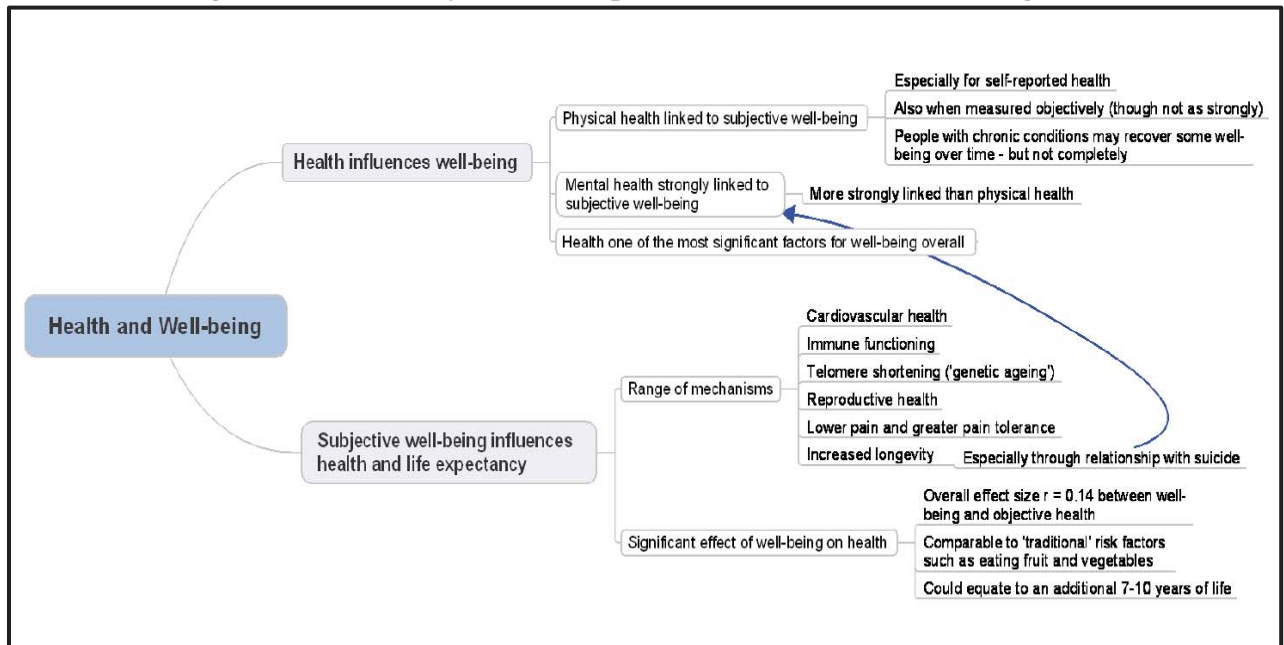 Especially for self-reported health
Also when measured objectively (though not as strongly)
People with chronic conditions may recover some well-
being over time - but not completely
Physical health linked to subjective well-being
Health influences well-being
Mental health strongly linked to
subjective well-being
More strongly linked than physical health
Health one of the most significant factors for well-being overall
Health and Well-being
Cardiovascular health
Immune functioning
Telomere shortening ('genetic ageing')
Range of mechanisms
Reproductive health
Lower pain and greater pain tolerance
Increased longevity
Especially through relationship with suicide
Subjective well-being influences
health and life expectancy
Overall effect size r = 0.14 between well-
being and objective health
Significant effect of well-being on health
Comparable to 'traditional' risk factors
such as eating fruit and vegetables
Could equate to an additional 7-10 years of life